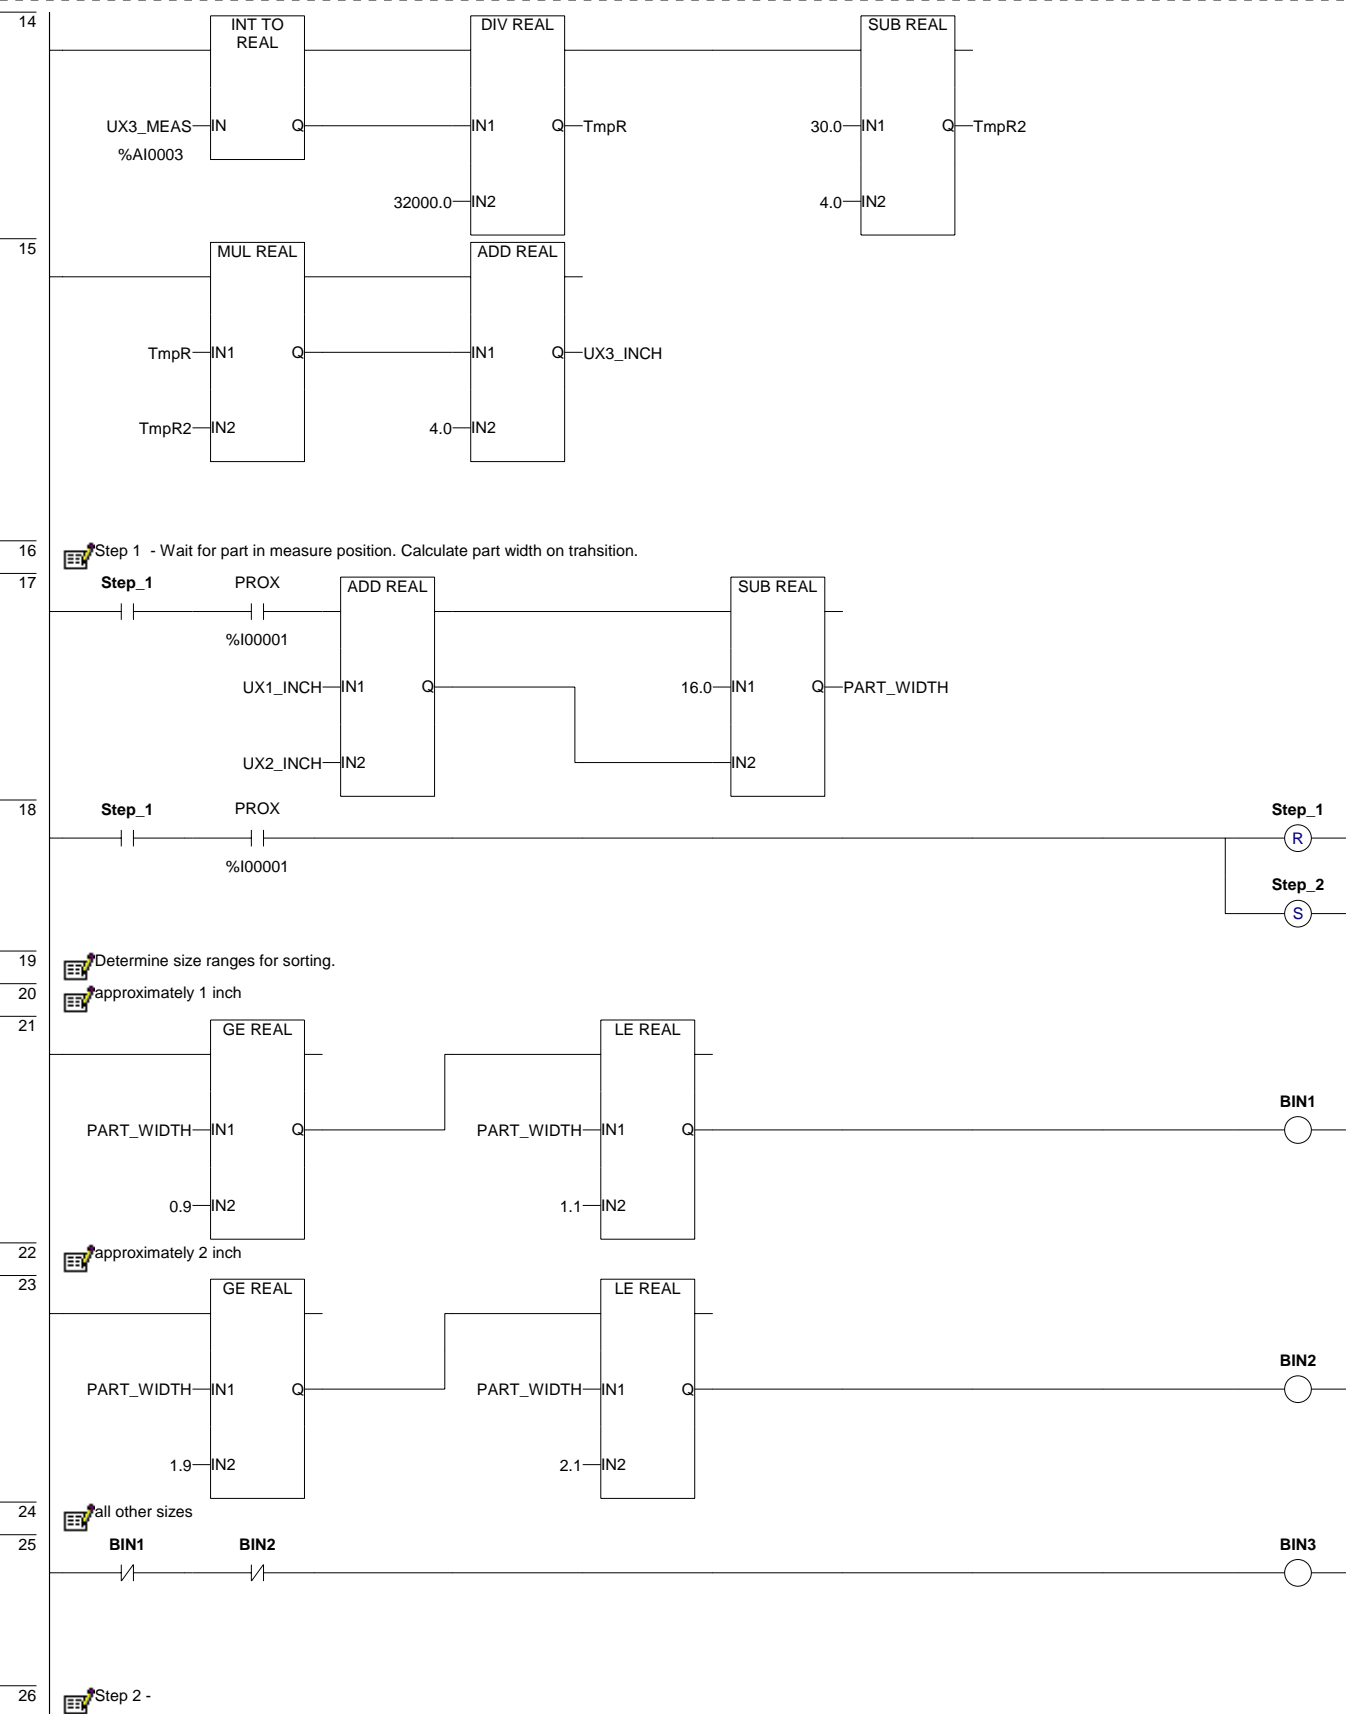 14
INT TO
REAL
DIV REAL
SUB REAL
UX3_MEAS IN Q IN1 Q TmpR 30.0 IN1 Q TmpR2
%AI0003
32000.0 IN2 4.0 IN2
15
MUL REAL ADD REAL
TmpR IN1 Q IN1 Q UX3_INCH
TmpR2 IN2 4.0 IN2
16 Step 1 - Wait for part in measure position. Calculate part width on trahsition.
17 Step_1 PROX ADD REAL SUB REAL
%I00001
UX1_INCH IN1 Q 16.0 IN1 Q PART_WIDTH
UX2_INCH IN2 IN2
18 Step_1 PROX Step_1
R
%I00001
Step_2
S
19 Determine size ranges for sorting.
20 approximately 1 inch
21 GE REAL LE REAL
BIN1
PART_WIDTH IN1 Q PART_WIDTH IN1 Q
0.9 IN2 1.1 IN2
22 approximately 2 inch
23 GE REAL LE REAL
BIN2
PART_WIDTH IN1 Q PART_WIDTH IN1 Q
1.9 IN2 2.1 IN2
24 all other sizes
25 BIN1 BIN2 BIN3
26 Step 2 -